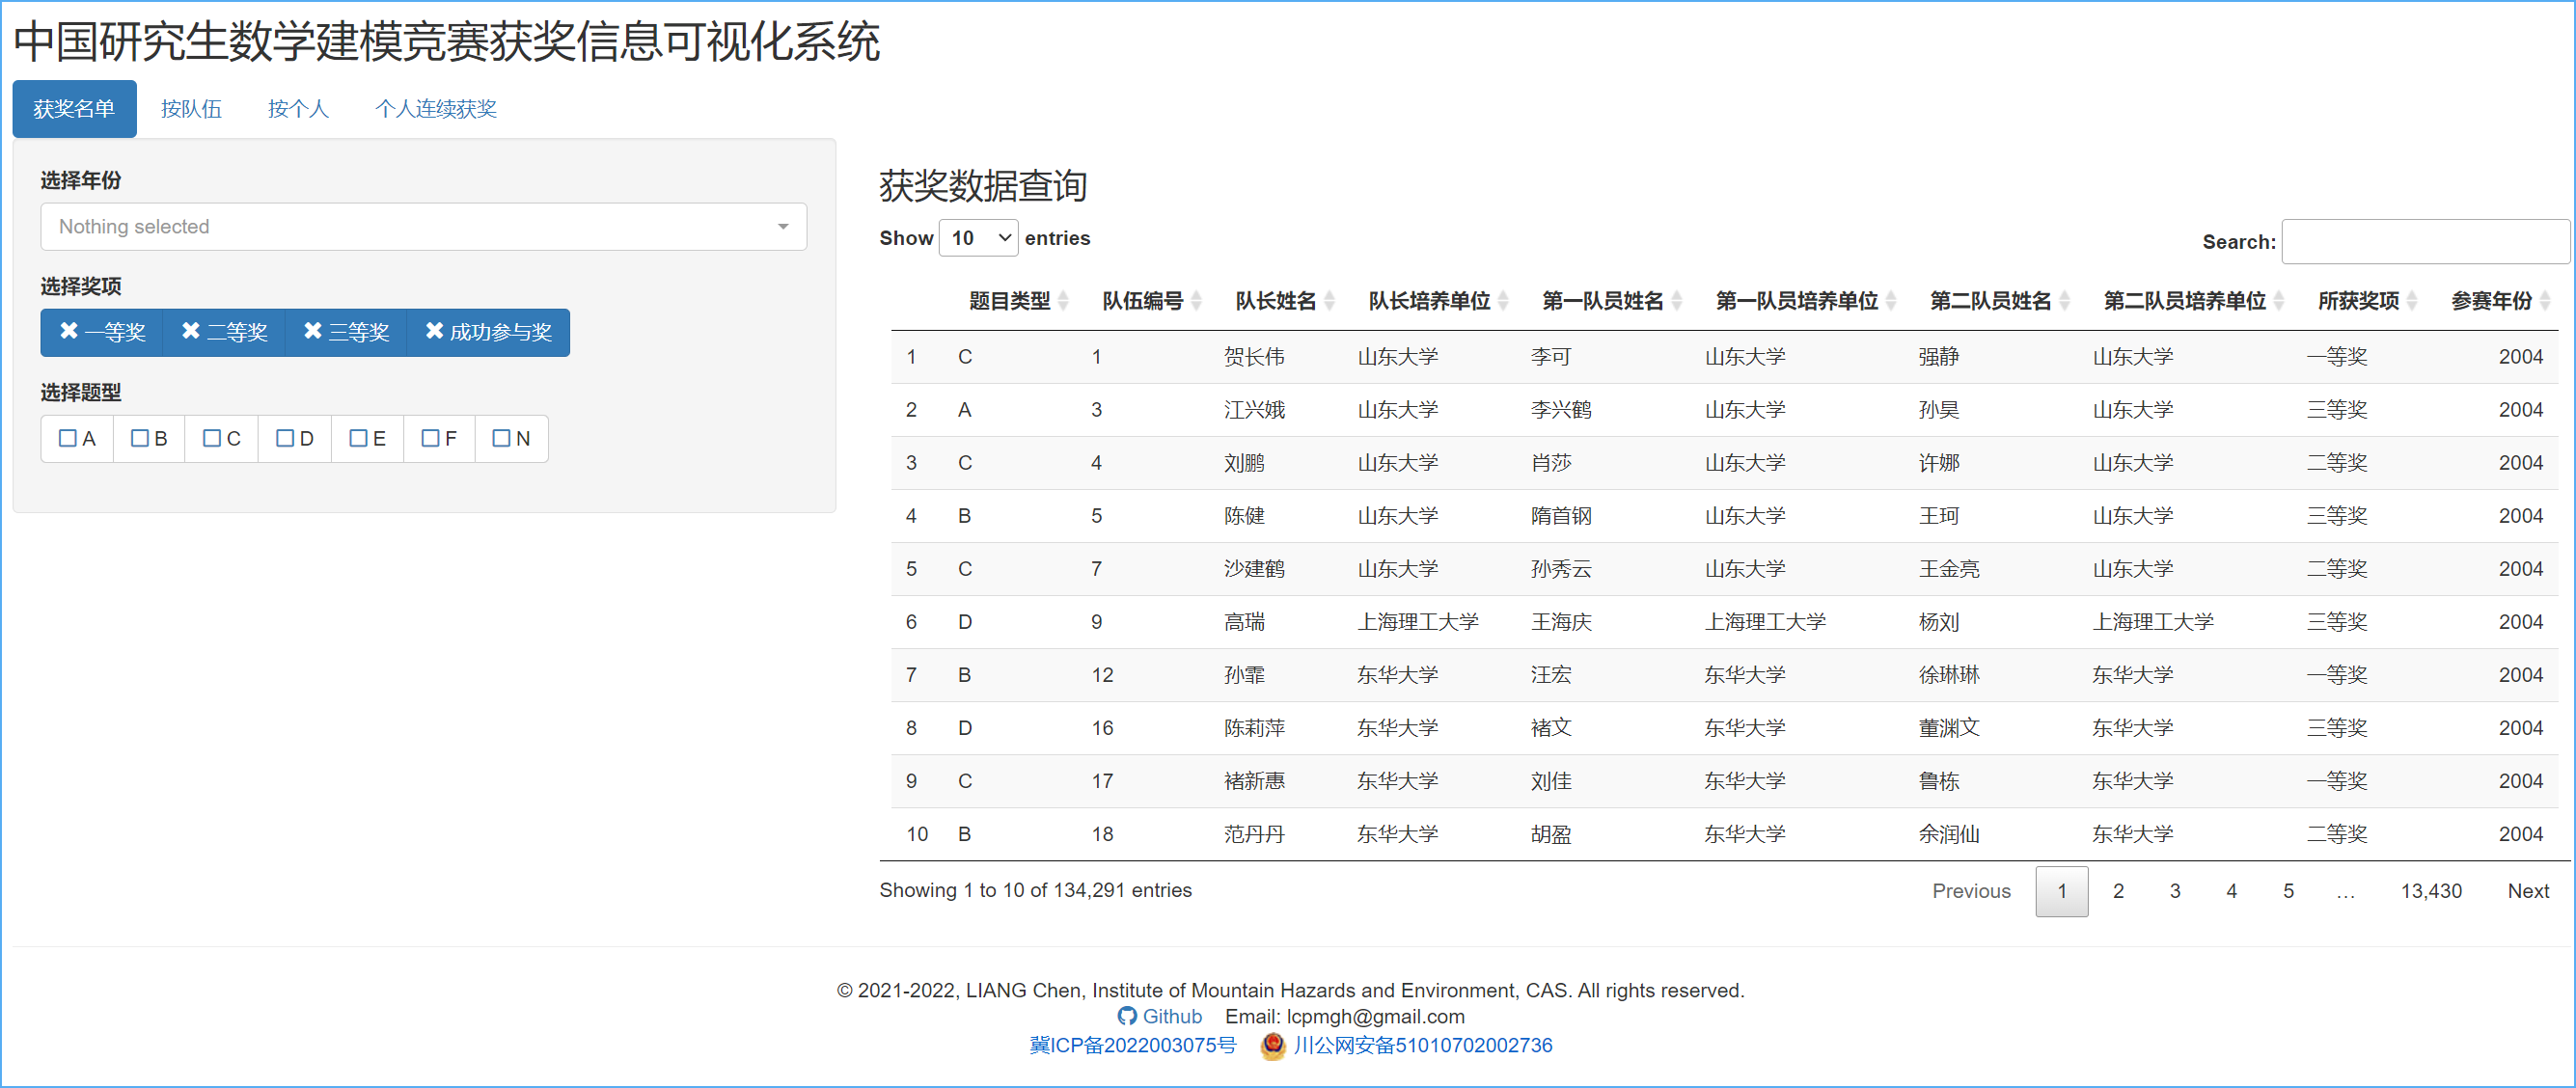 中国研究生数学建模竞赛获奖信息可视化系统
获奖名单 按队伍 按个人 个人连续获奖
选择年份
Nothing selected
选择奖项
一等奖 二等奖 三等奖 成功参与奖
选择题型
A B C D E F N
获奖数据查询
Show 10 entries Search:
题目类型 队伍编号 队长姓名 队长培养单位 第一队员姓名 第一队员培养单位 第二队员姓名 第二队员培养单位 所获奖项 参赛年份
1 C 1 贺长伟 山东大学 李可 山东大学 强静 山东大学 一等奖 2004
2 A 3 江兴娥 山东大学 李兴鹤 山东大学 孙昊 山东大学 三等奖 2004
3 C 4 刘鹏 山东大学 肖莎 山东大学 许娜 山东大学 二等奖 2004
4 B 5 陈健 山东大学 隋首钢 山东大学 王珂 山东大学 三等奖 2004
5 C 7 沙建鹤 山东大学 孙秀云 山东大学 王金亮 山东大学 二等奖 2004
6 D 9 高瑞 上海理工大学 王海庆 上海理工大学 杨刘 上海理工大学 三等奖 2004
7 B 12 孙霏 东华大学 汪宏 东华大学 徐琳琳 东华大学 一等奖 2004
8 D 16 陈莉萍 东华大学 褚文 东华大学 董渊文 东华大学 三等奖 2004
9 C 17 褚新惠 东华大学 刘佳 东华大学 鲁栋 东华大学 一等奖 2004
10 B 18 范丹丹 东华大学 胡盈 东华大学 余润仙 东华大学 二等奖 2004
Showing 1 to 10 of 134,291 entries Previous 1 2 3 4 5 … 13,430 Next
© 2021-2022, LIANG Chen, Institute of Mountain Hazards and Environment, CAS. All rights reserved.
Github Email: lcpmgh@gmail.com
冀ICP备2022003075号 川公网安备51010702002736